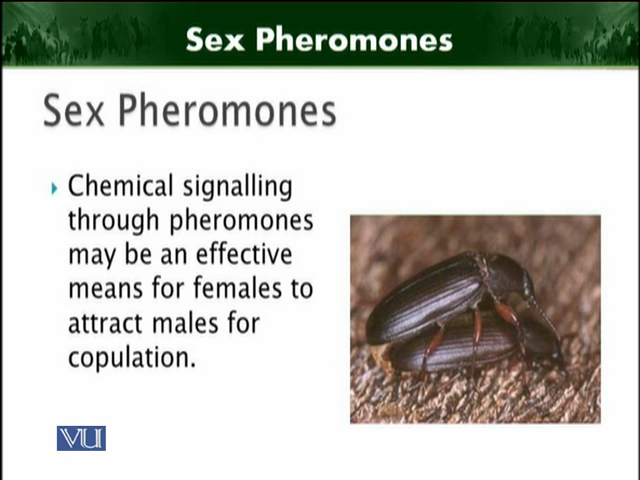 Sex Pheromones
Sex Pheromones
Chemical signalling
through pheromones
may be an effective
means for females to
attract males for
copulation.
VU